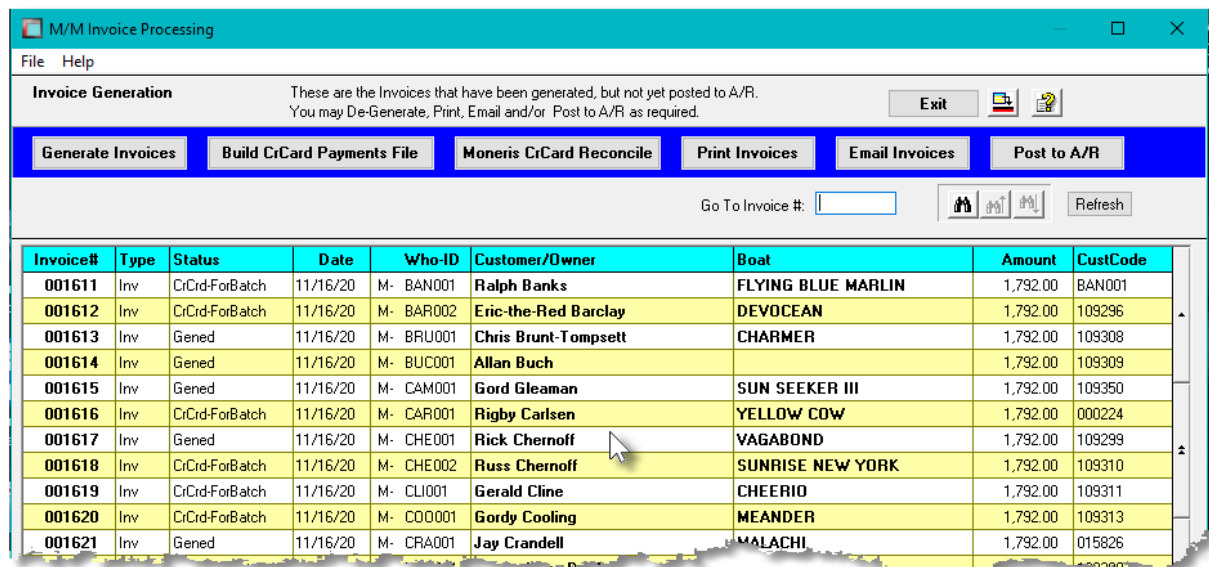 M/M Invoice Processing
File Help
Invoice Generation
These are the Invoices that have been generated, but not yet posted to A/R.
You may De-Generate, Print, Email and/or Post to A/R as required.
Exit
Generate Invoices Build CrCard Payments File Moneris CrCard Reconcile Print Invoices Email Invoices Post to A/R
Go To Invoice #: Refresh
Invoice# Type Status Date Who-ID Customer/Owner Boat Amount CustCode
001611 Inv CrCrd-ForBatch 11/16/20 M- BAN001 Ralph Banks FLYING BLUE MARLIN 1,792.00 BAN001
001612 Inv CrCrd-ForBatch 11/16/20 M- BAR002 Eric-the-Red Barclay DEVOCEAN 1,792.00 109296
001613 Inv Gened 11/16/20 M- BRU001 Chris Brunt-Tompsett CHARMER 1,792.00 109308
001614 Inv Gened 11/16/20 M- BUC001 Allan Buch 1,792.00 109309
001615 Inv Gened 11/16/20 M- CAM001 Gord Gleaman SUN SEEKER III 1,792.00 109350
001616 Inv CrCrd-ForBatch 11/16/20 M- CAR001 Rigby Carlsen YELLOW COW 1,792.00 000224
001617 Inv Gened 11/16/20 M- CHE001 Rick Chernoff VAGABOND 1,792.00 109299
001618 Inv CrCrd-ForBatch 11/16/20 M- CHE002 Russ Chernoff SUNRISE NEW YORK 1,792.00 109310
001619 Inv CrCrd-ForBatch 11/16/20 M- CLI001 Gerald Cline CHEERIO 1,792.00 109311
001620 Inv CrCrd-ForBatch 11/16/20 M- COO001 Gordy Cooling MEANDER 1,792.00 109313
001621 Inv Gened 11/16/20 M- CRA001 Jay Crandell MALACHI 1,792.00 015826